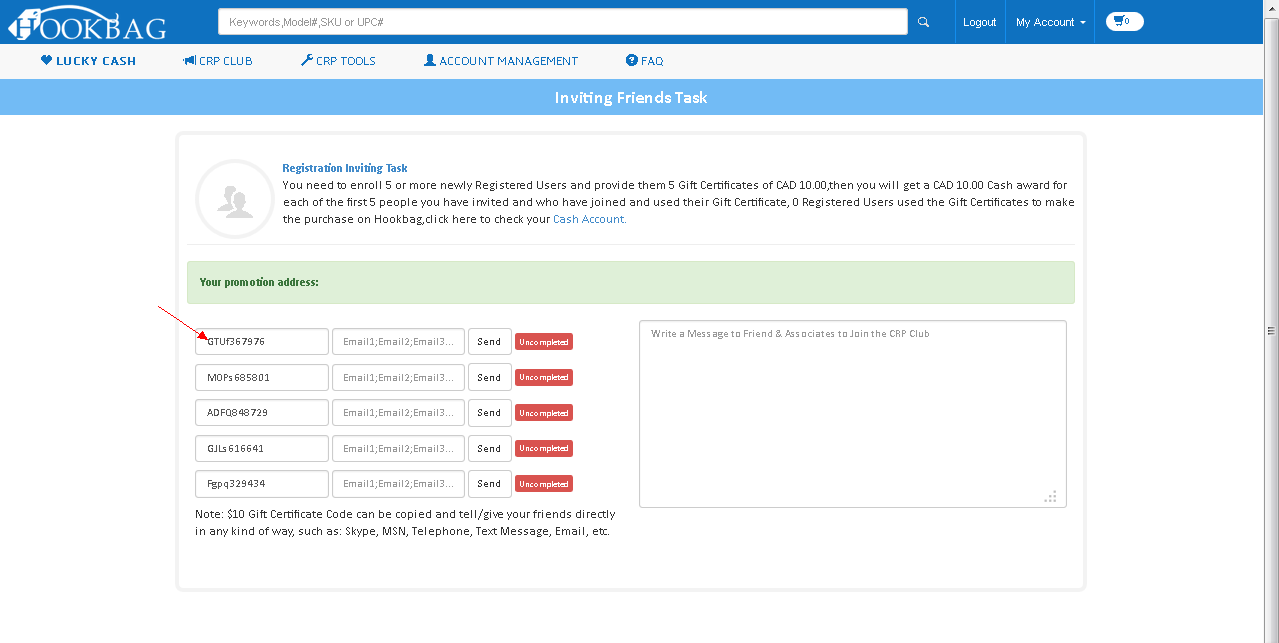 HOOKBAG
Keywords,Model#,SKU or UPC#
Logout
My Account
0
LUCKY CASH
CRP CLUB
CRP TOOLS
ACCOUNT MANAGEMENT
FAQ
Inviting Friends Task
Registration Inviting Task
You need to enroll 5 or more newly Registered Users and provide them 5 Gift Certificates of CAD 10.00,then you will get a CAD 10.00 Cash award for
each of the first 5 people you have invited and who have joined and used their Gift Certificate, 0 Registered Users used the Gift Certificates to make
the purchase on Hookbag,click here to check your Cash Account.
Your promotion address:
GTUf367976 Email1;Email2;Email3... Send Uncompleted
MOPs685801 Email1;Email2;Email3... Send Uncompleted
ADFQ848729 Email1;Email2;Email3... Send Uncompleted
GJLs616641 Email1;Email2;Email3... Send Uncompleted
Fgpq329434 Email1;Email2;Email3... Send Uncompleted
Note: $10 Gift Certificate Code can be copied and tell/give your friends directly
in any kind of way, such as: Skype, MSN, Telephone, Text Message, Email, etc.
Write a Message to Friend & Associates to Join the CRP Club